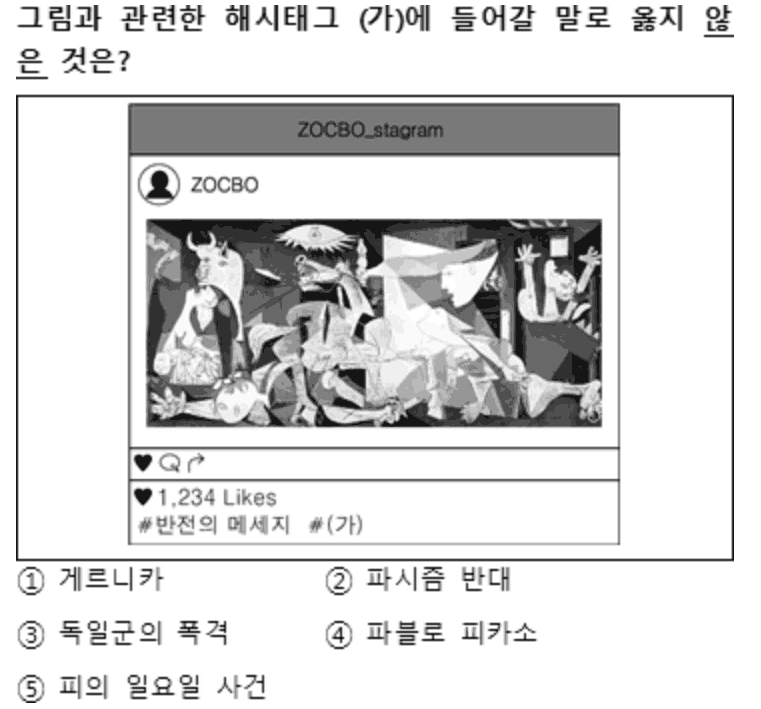 그림과 관련한 해시태그 (가)에 들어갈 말로 옳지 않
은 것은?
ZOCBO_stagram
ZOCBO
1,234 Likes
#반전의 메세지 #(가)
① 게르니카 ② 파시즘 반대
③ 독일군의 폭격 ④ 파블로 피카소
⑤ 피의 일요일 사건